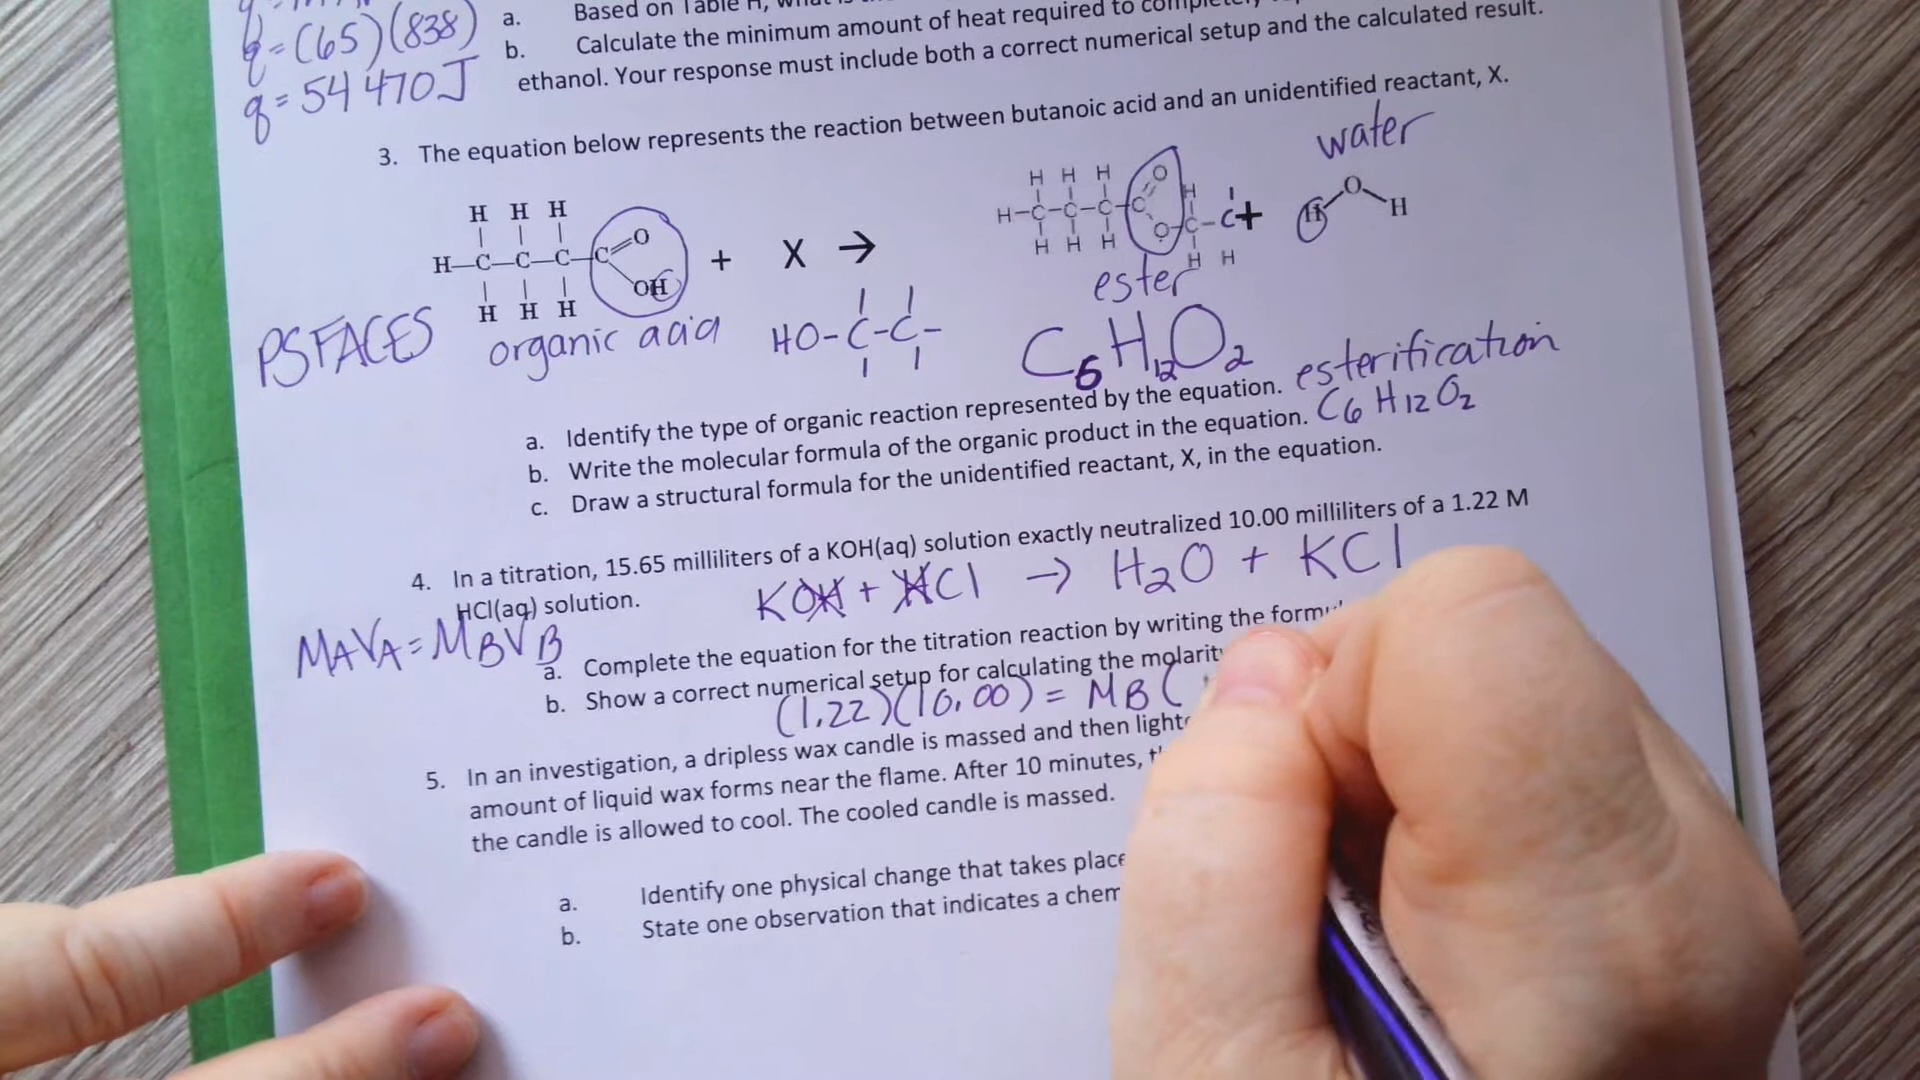 q = (65)(838)
q = 54 470J
a. Based on Table H,
b. Calculate the minimum amount of heat required to completely
ethanol. Your response must include both a correct numerical setup and the calculated result.
3. The equation below represents the reaction between butanoic acid and an unidentified reactant, X.
water
H H H
H–C–C–C–C=O
OH
H H H
+ X →
H H H
H–C–C–C–C=O
O–C–C
H
H H H
H H
+
H O H
PSFACES
organic acid
HO–C–C–
ester
C6H12O2
a. Identify the type of organic reaction represented by the equation. esterification
b. Write the molecular formula of the organic product in the equation. C6H12O2
c. Draw a structural formula for the unidentified reactant, X, in the equation.
4. In a titration, 15.65 milliliters of a KOH(aq) solution exactly neutralized 10.00 milliliters of a 1.22 M
HCl(aq) solution.
KOH + HCl → H2O + KCl
MAVA = MBVB
a. Complete the equation for the titration reaction by writing the
b. Show a correct numerical setup for calculating the
(1.22)(10.00) = MB(
5. In an investigation, a dripless wax candle is massed and then
amount of liquid wax forms near the flame. After 10 minutes,
the candle is allowed to cool. The cooled candle is massed.
a. Identify one physical change that takes place
b. State one observation that indicates a